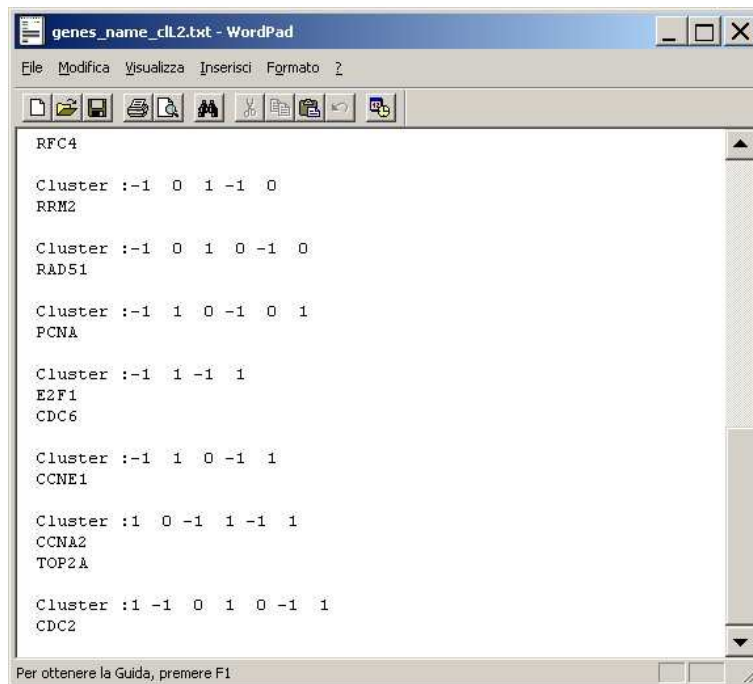 genes_name_clL2.txt - WordPad
File Modifica Visualizza Inserisci Formato ?
RFC4
Cluster :-1 0 1 -1 0
RRM2
Cluster :-1 0 1 0 -1 0
RAD51
Cluster :-1 1 0 -1 0 1
PCNA
Cluster :-1 1 -1 1
E2F1
CDC6
Cluster :-1 1 0 -1 1
CCNE1
Cluster :1 0 -1 1 -1 1
CCNA2
TOP2A
Cluster :1 -1 0 1 0 -1 1
CDC2
Per ottenere la Guida, premere F1